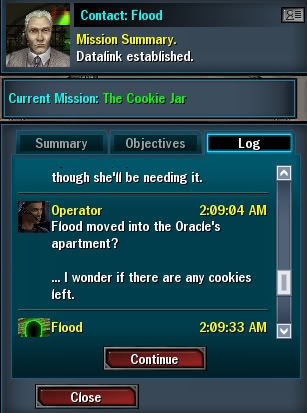 Contact: Flood
Mission Summary.
Datalink established.
Current Mission: The Cookie Jar
Summary
Objectives
Log
though she'll be needing it.
Operator 2:09:04 AM
Flood moved into the Oracle's
apartment?
... I wonder if there are any cookies
left.
Flood 2:09:33 AM
Continue
Close